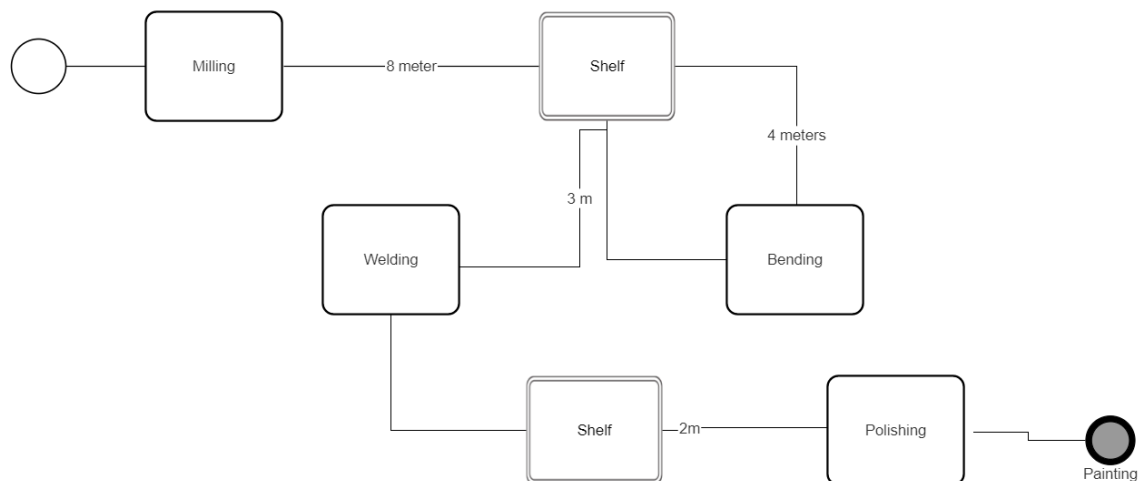 Milling
8 meter
Shelf
4 meters
3 m
Welding
Bending
Shelf
2m
Polishing
Painting